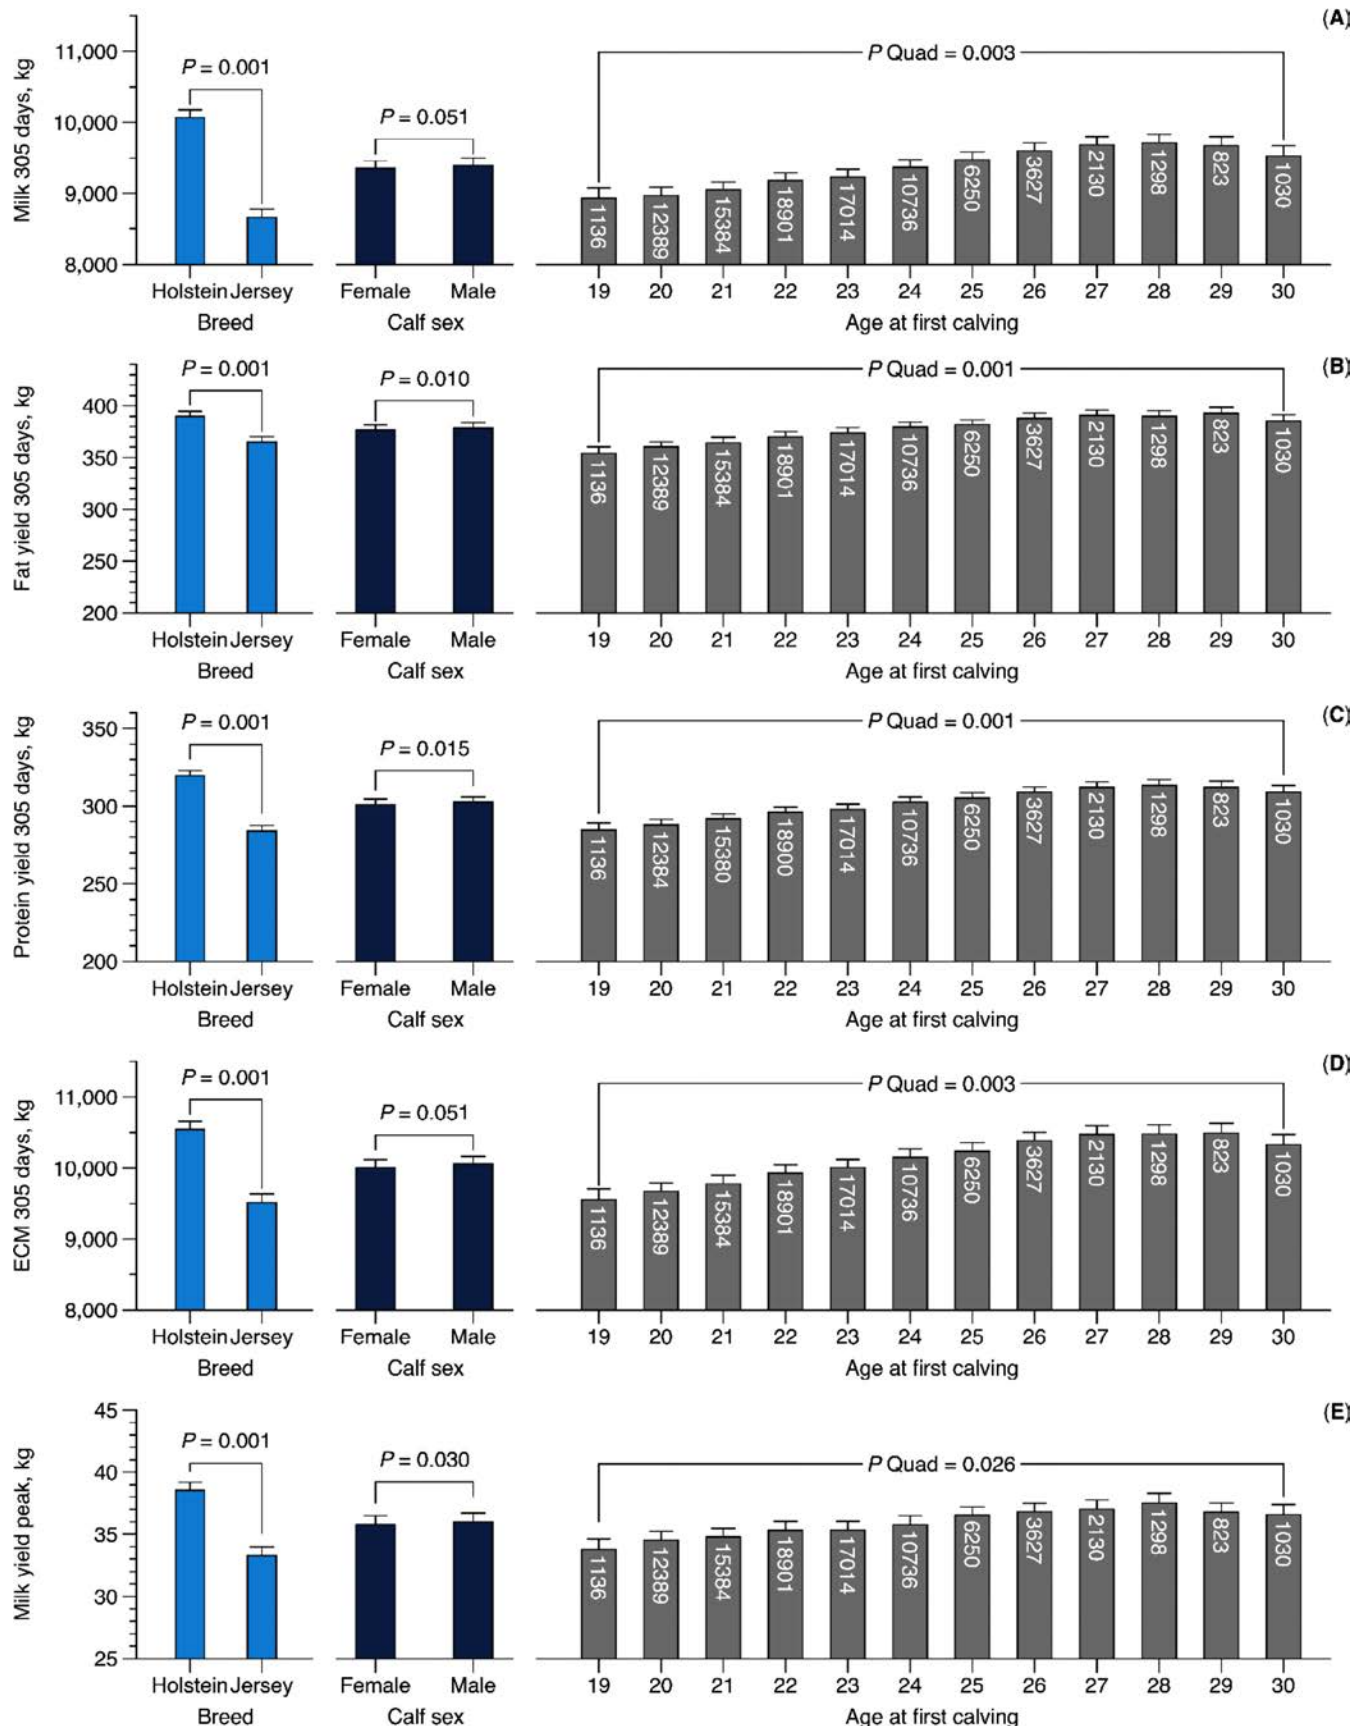 (A)
Milk 305 days, kg
11,000
10,000
9,000
8,000
P = 0.001
P = 0.051
P Quad = 0.003
1136 12389 15384 18901 17014 10736 6250 3627 2130 1298 823 1030
Holstein Jersey Female Male 19 20 21 22 23 24 25 26 27 28 29 30
Breed Calf sex Age at first calving
(B)
Fat yield 305 days, kg
400
350
300
250
200
P = 0.001
P = 0.010
P Quad = 0.001
1136 12389 15384 18901 17014 10736 6250 3627 2130 1298 823 1030
Holstein Jersey Female Male 19 20 21 22 23 24 25 26 27 28 29 30
Breed Calf sex Age at first calving
(C)
Protein yield 305 days, kg
350
300
250
200
P = 0.001
P = 0.015
P Quad = 0.001
1136 12384 15380 18900 17014 10736 6250 3627 2130 1298 823 1030
Holstein Jersey Female Male 19 20 21 22 23 24 25 26 27 28 29 30
Breed Calf sex Age at first calving
(D)
ECM 305 days, kg
11,000
10,000
9,000
8,000
P = 0.001
P = 0.051
P Quad = 0.003
1136 12389 15384 18901 17014 10736 6250 3627 2130 1298 823 1030
Holstein Jersey Female Male 19 20 21 22 23 24 25 26 27 28 29 30
Breed Calf sex Age at first calving
(E)
Milk yield peak, kg
45
40
35
30
25
P = 0.001
P = 0.030
P Quad = 0.026
1136 12389 15384 18901 17014 10736 6250 3627 2130 1298 823 1030
Holstein Jersey Female Male 19 20 21 22 23 24 25 26 27 28 29 30
Breed Calf sex Age at first calving